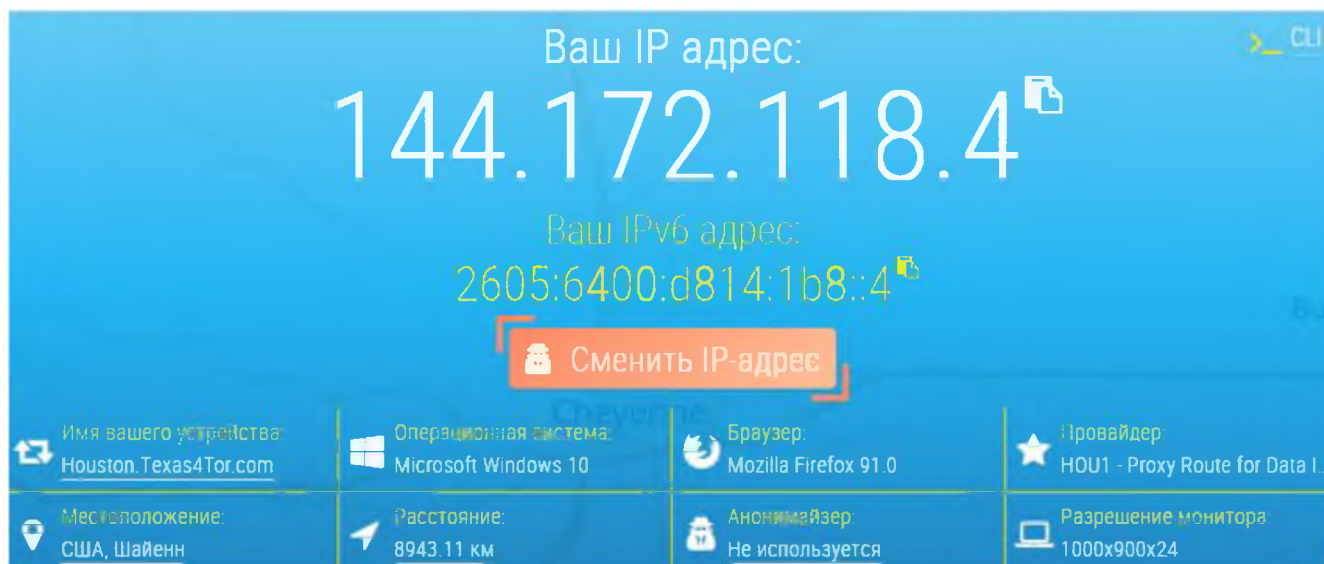 Ваш IP адрес:
>_ CLI
144.172.118.4
Ваш IPv6 адрес:
2605:6400:d814:1b8::4
Сменить IP-адрес
Cheyenne
Имя вашего устройства:
Houston.Texas4Tor.com
Операционная система:
Microsoft Windows 10
Браузер:
Mozilla Firefox 91.0
Провайдер:
HOU1 - Proxy Route for Data I...
Местоположение:
США, Шайенн
Расстояние:
8943.11 км
Анонимайзер:
Не используется
Разрешение монитора:
1000x900x24